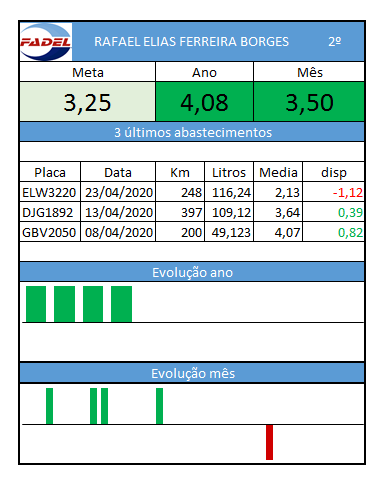 FADEL RAFAEL ELIAS FERREIRA BORGES 2º
Meta Ano Mês
3,25 4,08 3,50
3 últimos abastecimentos
Placa Data Km Litros Media disp
ELW3220 23/04/2020 248 116,24 2,13 -1,12
DJG1892 13/04/2020 397 109,12 3,64 0,39
GBV2050 08/04/2020 200 49,123 4,07 0,82
Evolução ano
Evolução mês